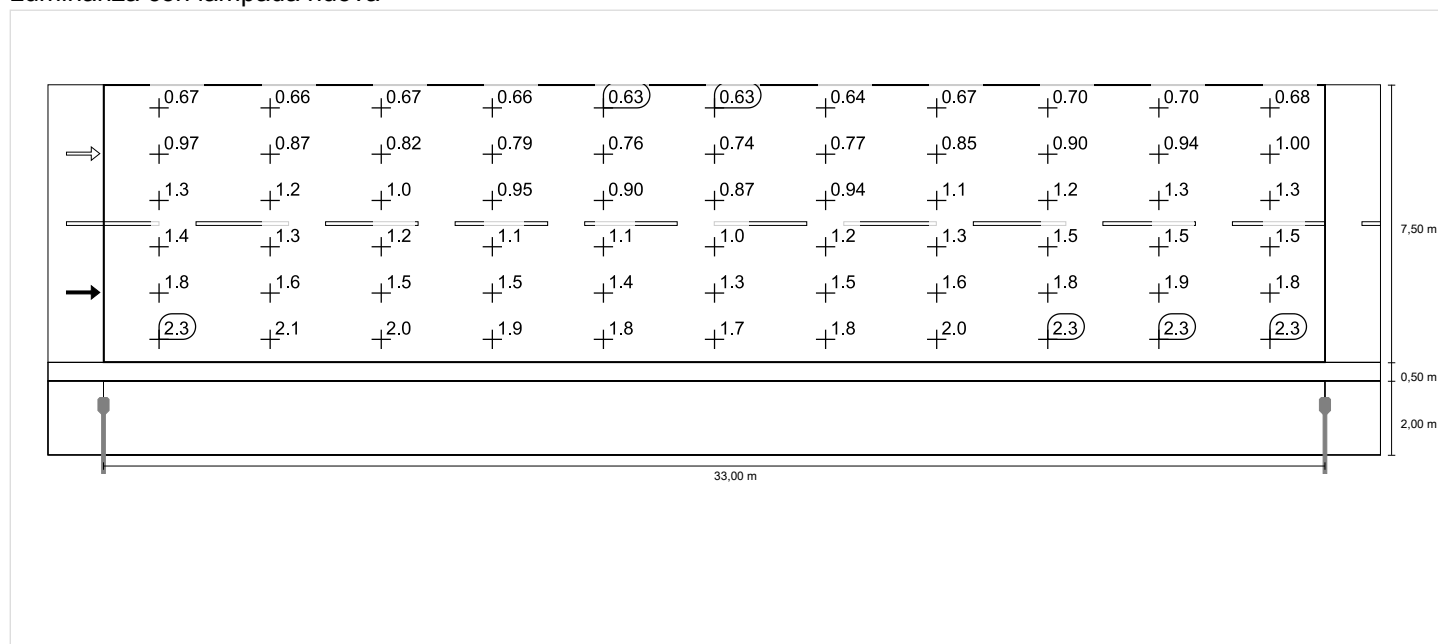 Luminanza con lampada nuova
0.67 0.66 0.67 0.66 0.63 0.63 0.64 0.67 0.70 0.70 0.68
0.97 0.87 0.82 0.79 0.76 0.74 0.77 0.85 0.90 0.94 1.00
1.3 1.2 1.0 0.95 0.90 0.87 0.94 1.1 1.2 1.3 1.3
7,50 m
1.4 1.3 1.2 1.1 1.1 1.0 1.2 1.3 1.5 1.5 1.5
1.8 1.6 1.5 1.5 1.4 1.3 1.5 1.6 1.8 1.9 1.8
2.3 2.1 2.0 1.9 1.8 1.7 1.8 2.0 2.3 2.3 2.3
0,50 m
2,00 m
33,00 m